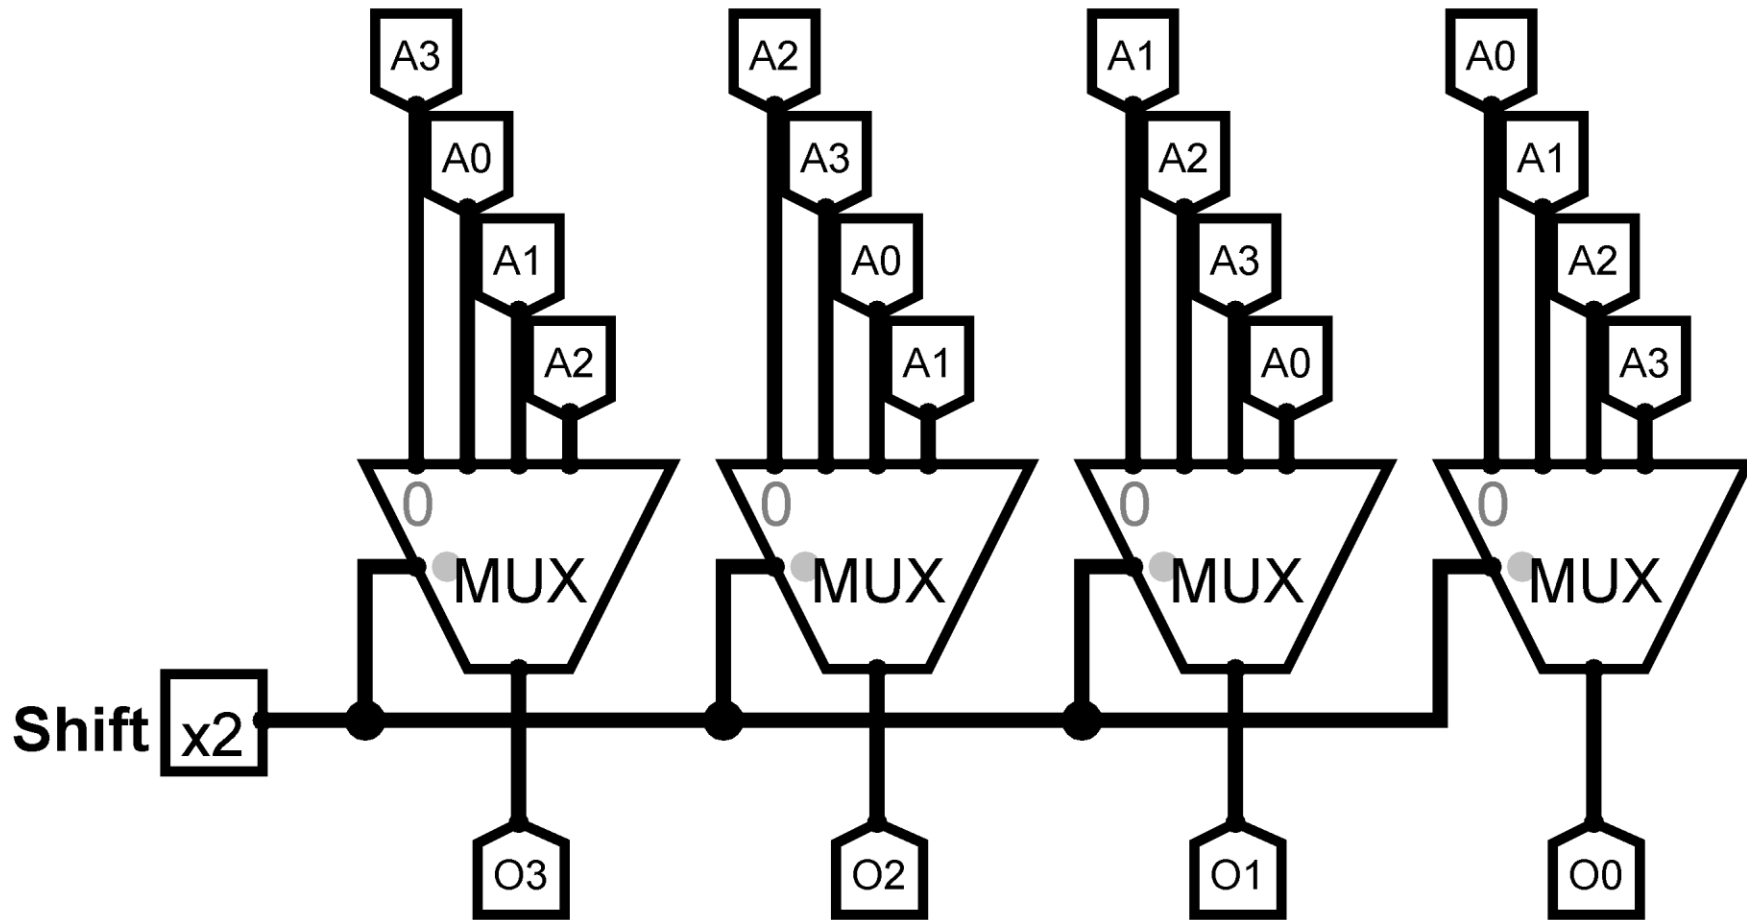 A3 A2 A1 A0
A0 A3 A2 A1
A1 A0 A3 A2
A2 A1 A0 A3
0 0 0 0
MUX MUX MUX MUX
Shift x2
O3 O2 O1 O0